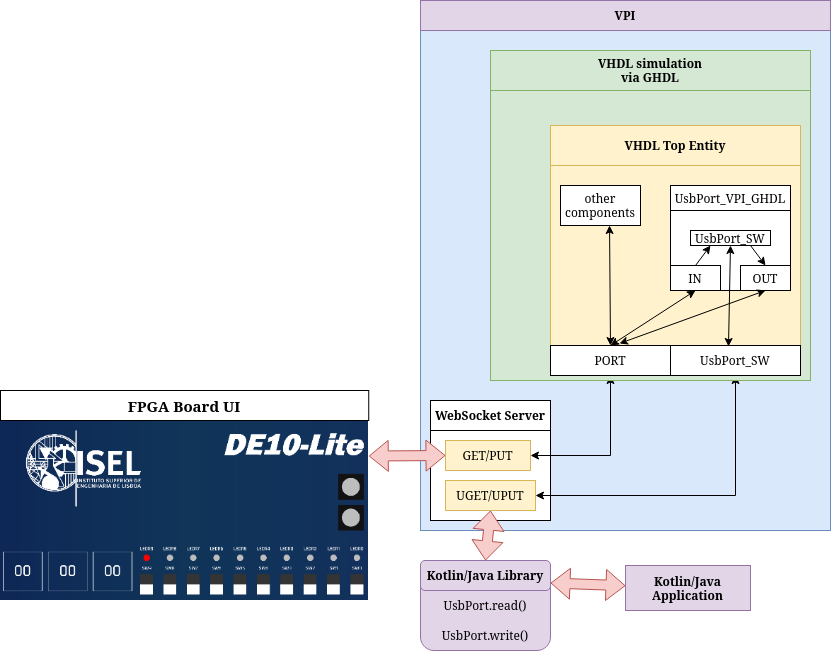 VPI
VHDL simulation
via GHDL
VHDL Top Entity
other
components
UsbPort_VPI_GHDL
UsbPort_SW
IN
OUT
PORT
UsbPort_SW
FPGA Board UI
DE10-Lite
ISEL
INSTITUTO SUPERIOR DE
ENGENHARIA DE LISBOA
00 00 00
WebSocket Server
GET/PUT
UGET/UPUT
Kotlin/Java Library
UsbPort.read()
UsbPort.write()
Kotlin/Java
Application